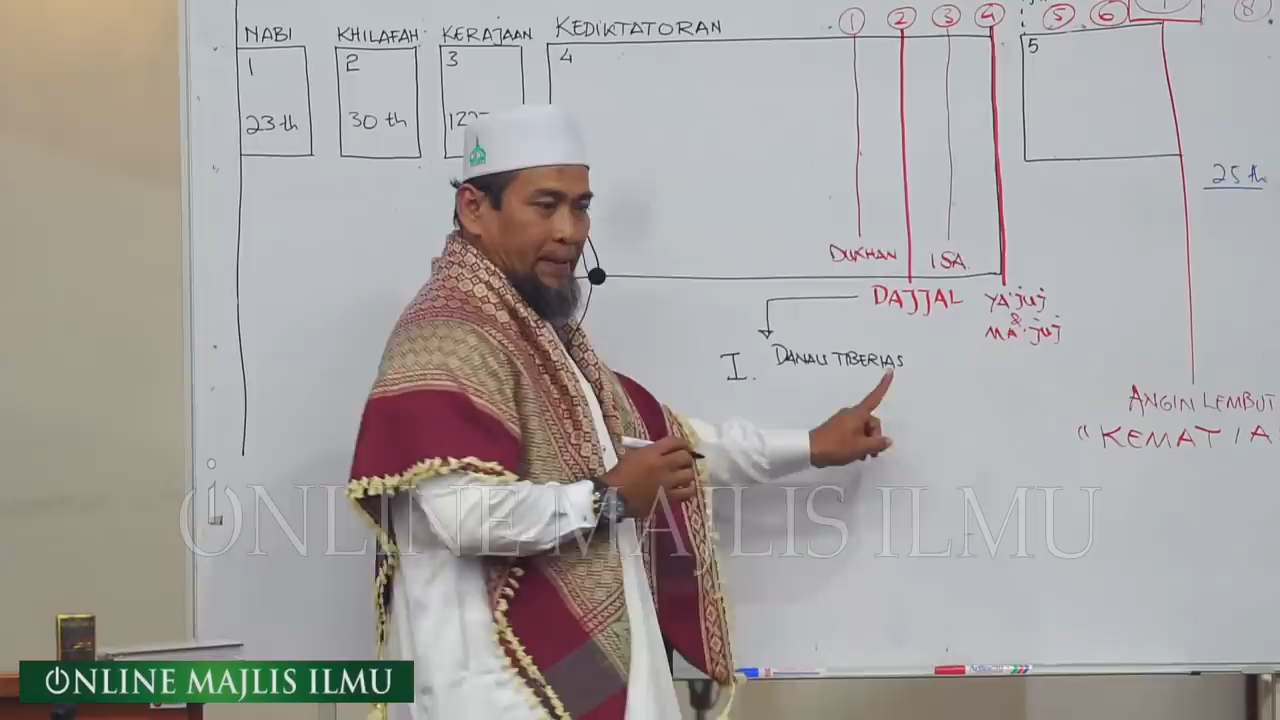 NABI KHILAFAH KERAJAAN KEDIKTATORAN 1 2 3 4 5 6 8
1 2 3 4 5
23 th 30 th
25 th
DUKHAN ISA
DAJJAL YA'juj
&
MA'juj
I. DANAU TIBERIAS
ANGIN LEMBUT
"KEMATIA
ONLINE MAJLIS ILMU
ONLINE MAJLIS ILMU